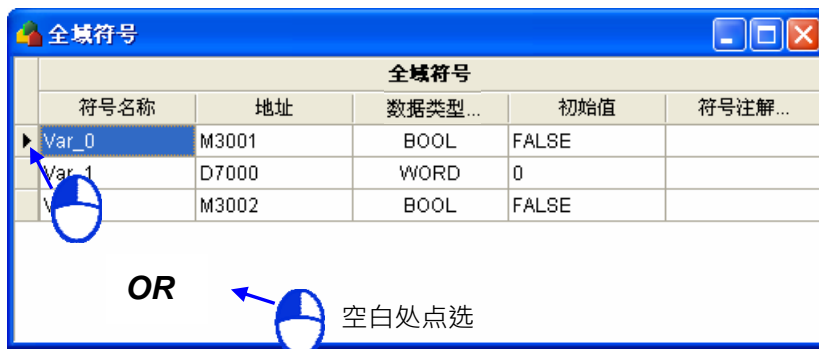 全域符号
全域符号
符号名称 地址 数据类型... 初始值 符号注解...
Var_0 M3001 BOOL FALSE
Var_1 D7000 WORD 0
M3002 BOOL FALSE
OR
空白处点选